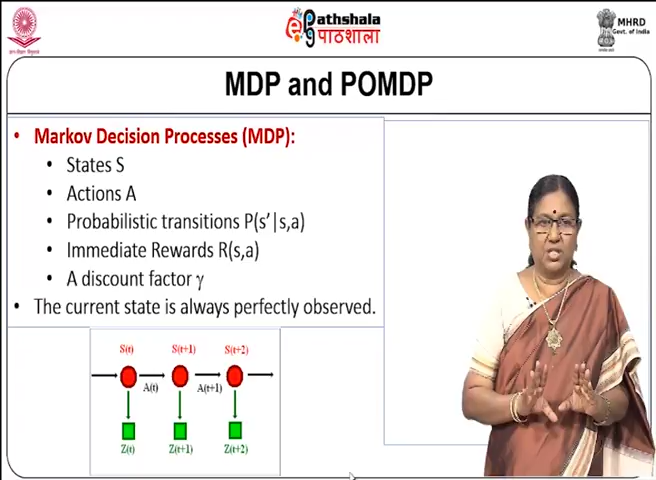 ePathshala
पाठशाला
MHRD
Govt. of India
MDP and POMDP
• Markov Decision Processes (MDP):
• States S
• Actions A
• Probabilistic transitions P(s'|s,a)
• Immediate Rewards R(s,a)
• A discount factor γ
• The current state is always perfectly observed.
S(t) S(t+1) S(t+2)
A(t) A(t+1)
Z(t) Z(t+1) Z(t+2)